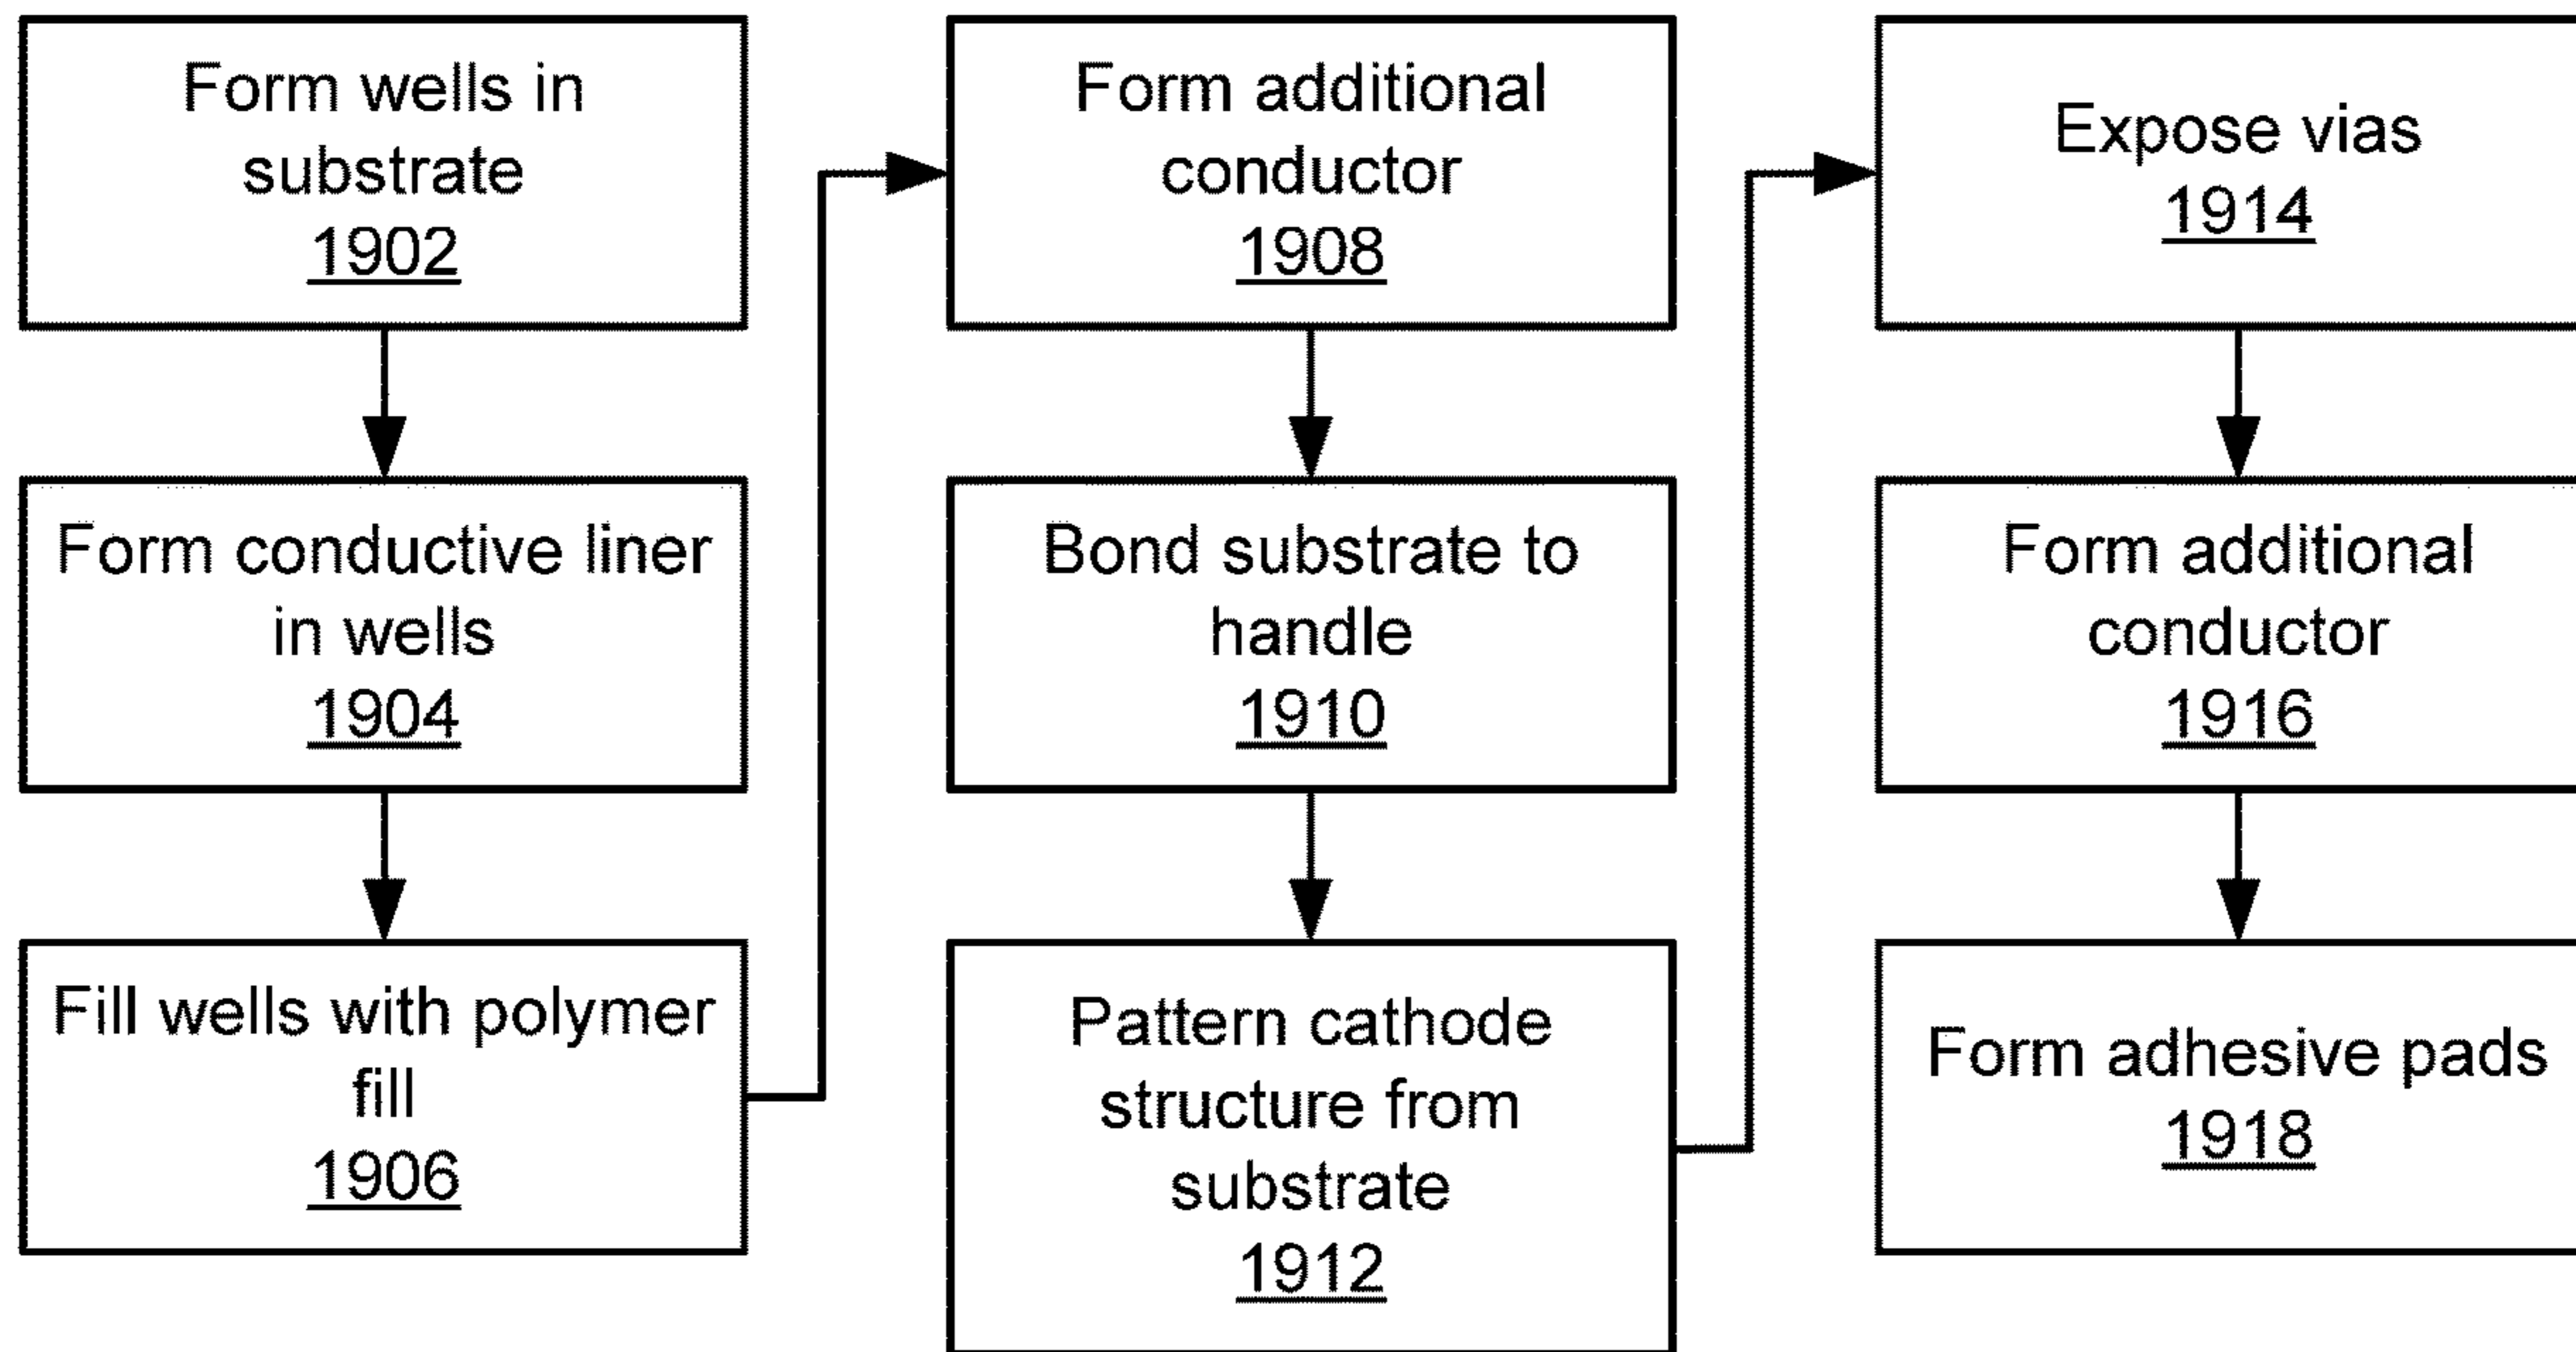 Form wells in
substrate
1902
Form conductive liner
in wells
1904
Fill wells with polymer
fill
1906
Form additional
conductor
1908
Bond substrate to
handle
1910
Pattern cathode
structure from
substrate
1912
Expose vias
1914
Form additional
conductor
1916
Form adhesive pads
1918